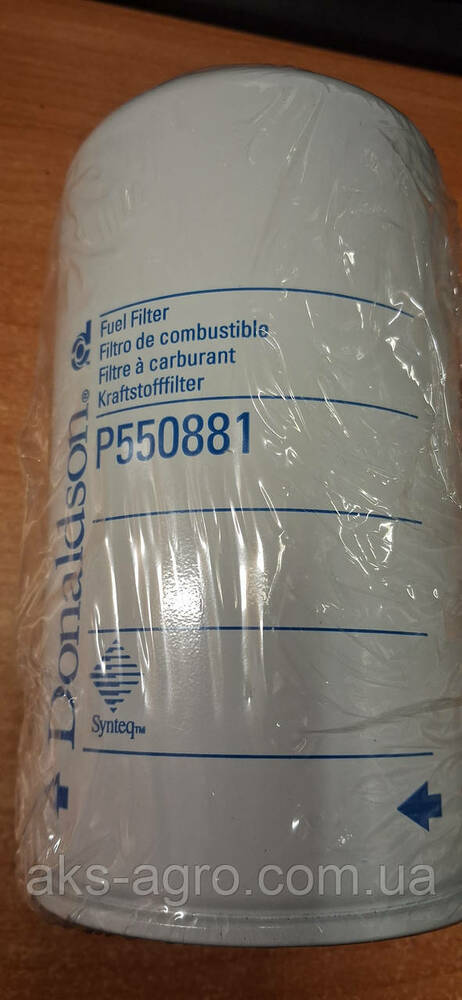 Donaldson®
Fuel Filter
Filtro de combustible
Filtre à carburant
Kraftstofffilter
P550881
Synteq™
aks-agro.com.ua